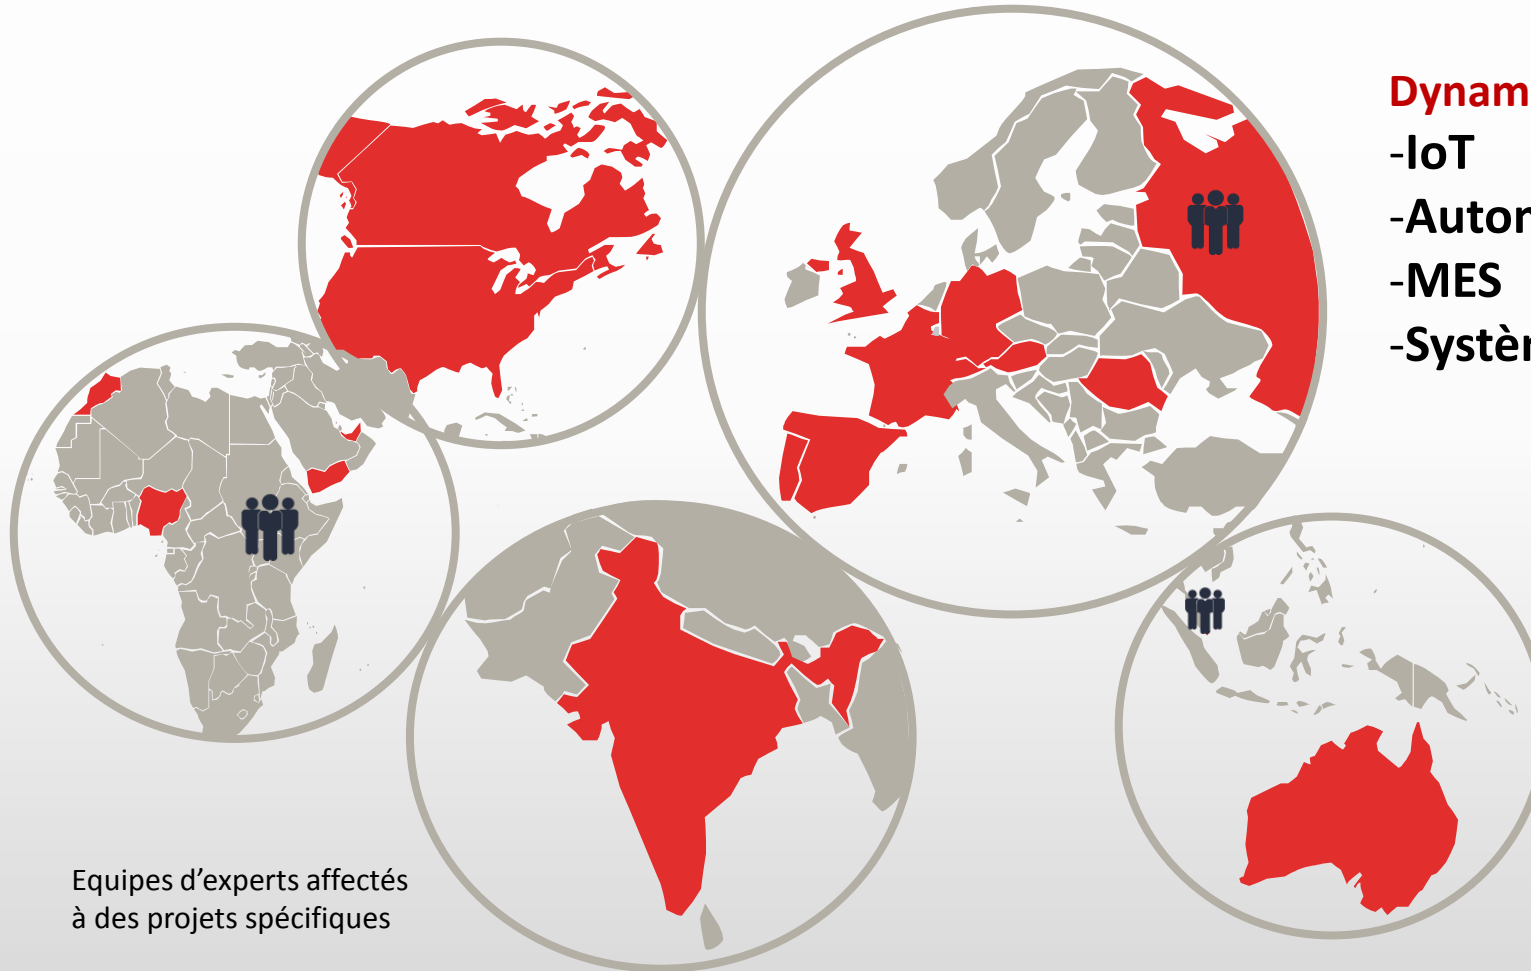 Dynam
-IoT
-Autor
-MES
-Systèr
Equipes d’experts affectés
à des projets spécifiques